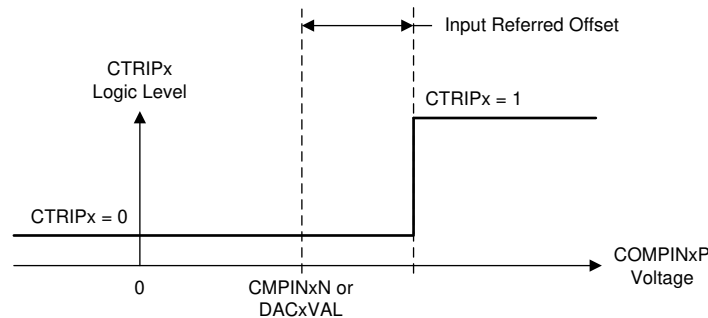 Input Referred Offset
CTRIPx
Logic Level
CTRIPx = 1
CTRIPx = 0
COMPINxP
Voltage
0
CMPINxN or
DACxVAL